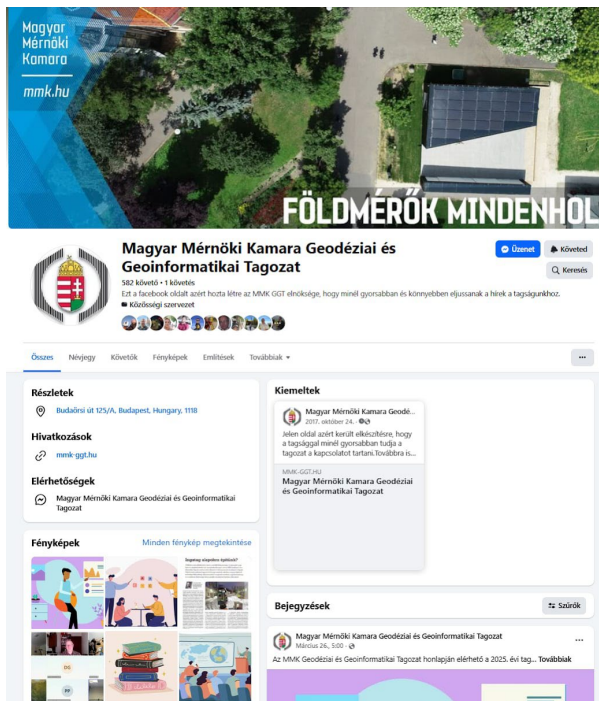 Magyar
Mérnöki
Kamara
mmk.hu
FÖLDMÉRŐK MINDENHOL
Magyar Mérnöki Kamara Geodéziai és
Geoinformatikai Tagozat
582 követő • 1 követés
Ezt a facebook oldalt azért hozta létre az MMK GGT elnöksége, hogy minél gyorsabban és könnyebben eljussanak a hírek a tagságunkhoz.
Közösségi szervezet
Üzenet
Követed
Keresés
Összes Névjegy Követők Fényképek Említések Továbbiak
Részletek
Budaörsi út 125/A, Budapest, Hungary, 1118
Hivatkozások
mmk-ggt.hu
Elérhetőségek
Magyar Mérnöki Kamara Geodéziai és Geoinformatikai
Tagozat
Fényképek Minden fénykép megtekintése
Kiemeltek
Magyar Mérnöki Kamara Geodé...
2017. október 24.
Jelen oldal azért került elkészítésre, hogy
a tagsággal minél gyorsabban tudja a
tagozat a kapcsolatot tartani.Továbbra is...
MMK-GGT.HU
Magyar Mérnöki Kamara Geodéziai
és Geoinformatikai Tagozat
Bejegyzések Szűrők
Magyar Mérnöki Kamara Geodéziai és Geoinformatikai Tagozat
Március 26., 5:00
Az MMK Geodéziai és Geoinformatikai Tagozat honlapján elérhető a 2025. évi tag... Továbbiak